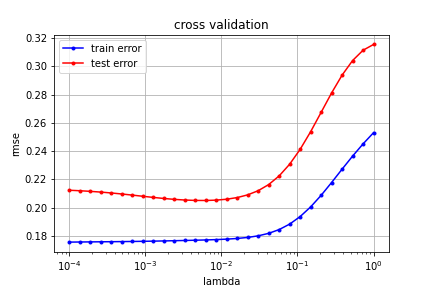 cross validation
train error
test error
rmse
0.32
0.30
0.28
0.26
0.24
0.22
0.20
0.18
10⁻⁴
10⁻³
10⁻²
10⁻¹
10⁰
lambda